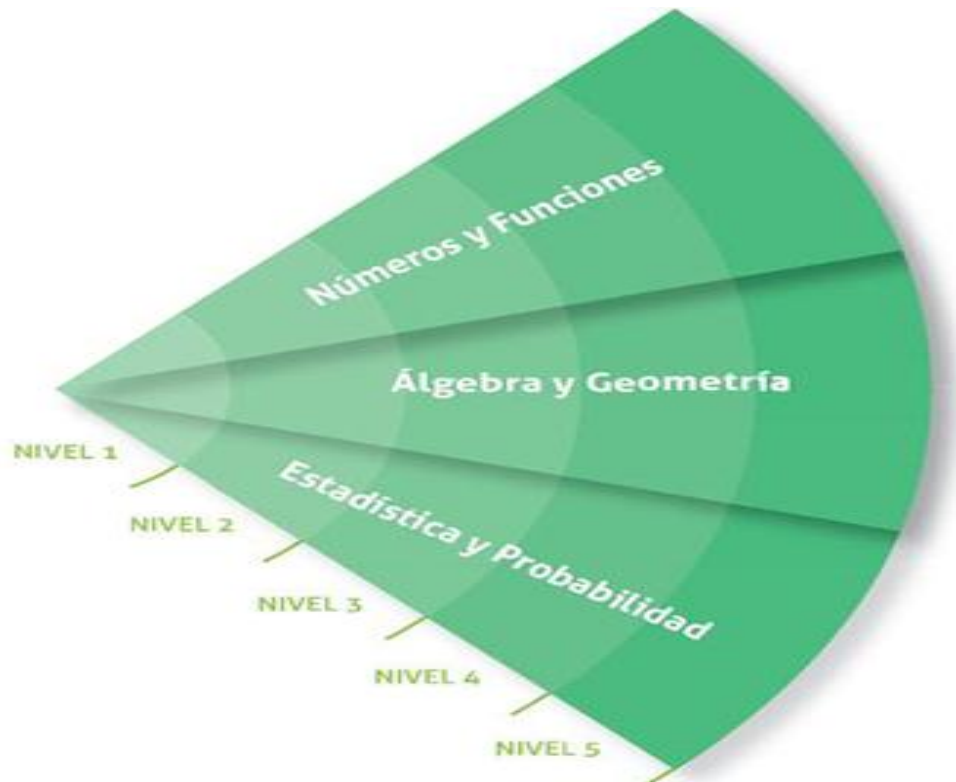 Números y Funciones
Álgebra y Geometría
Estadística y Probabilidad
NIVEL 1
NIVEL 2
NIVEL 3
NIVEL 4
NIVEL 5